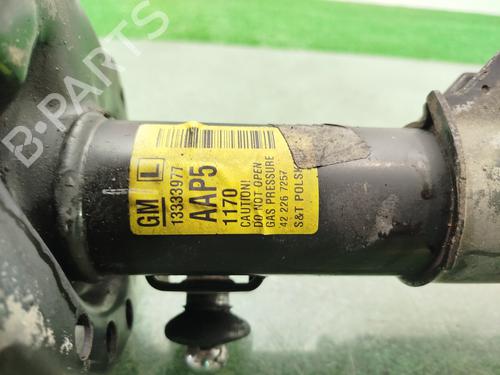 B-PARTS
GM L
13333977
AAP5
1170
CAUTION!
DO NOT OPEN
GAS PRESSURE
42 226 7257
S&T POLSK